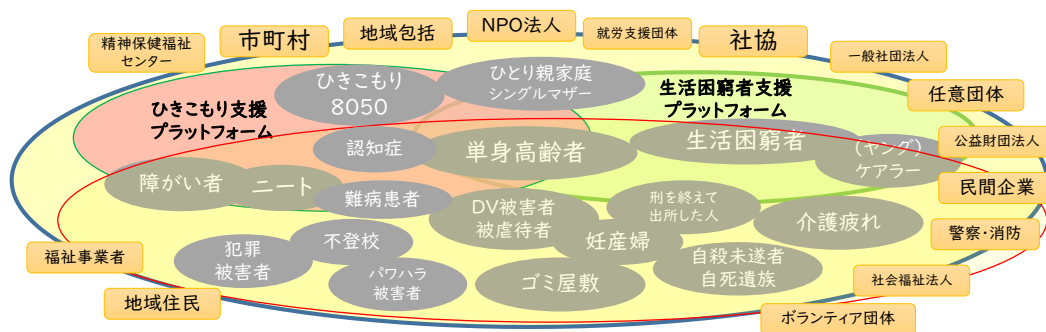 精神保健福祉
センター
市町村
地域包括
NPO法人
就労支援団体
社協
一般社団法人
任意団体
公益財団法人
民間企業
警察・消防
社会福祉法人
ボランティア団体
地域住民
福祉事業者
ひきこもり支援
プラットフォーム
ひきこもり
8050
ひとり親家庭
シングルマザー
生活困窮者支援
プラットフォーム
認知症
単身高齢者
生活困窮者
(ヤング)
ケアラー
障がい者
ニート
難病患者
DV被害者
被虐待者
刑を終えて
出所した人
介護疲れ
犯罪
被害者
不登校
妊産婦
パワハラ
被害者
ゴミ屋敷
自殺未遂者
自死遺族